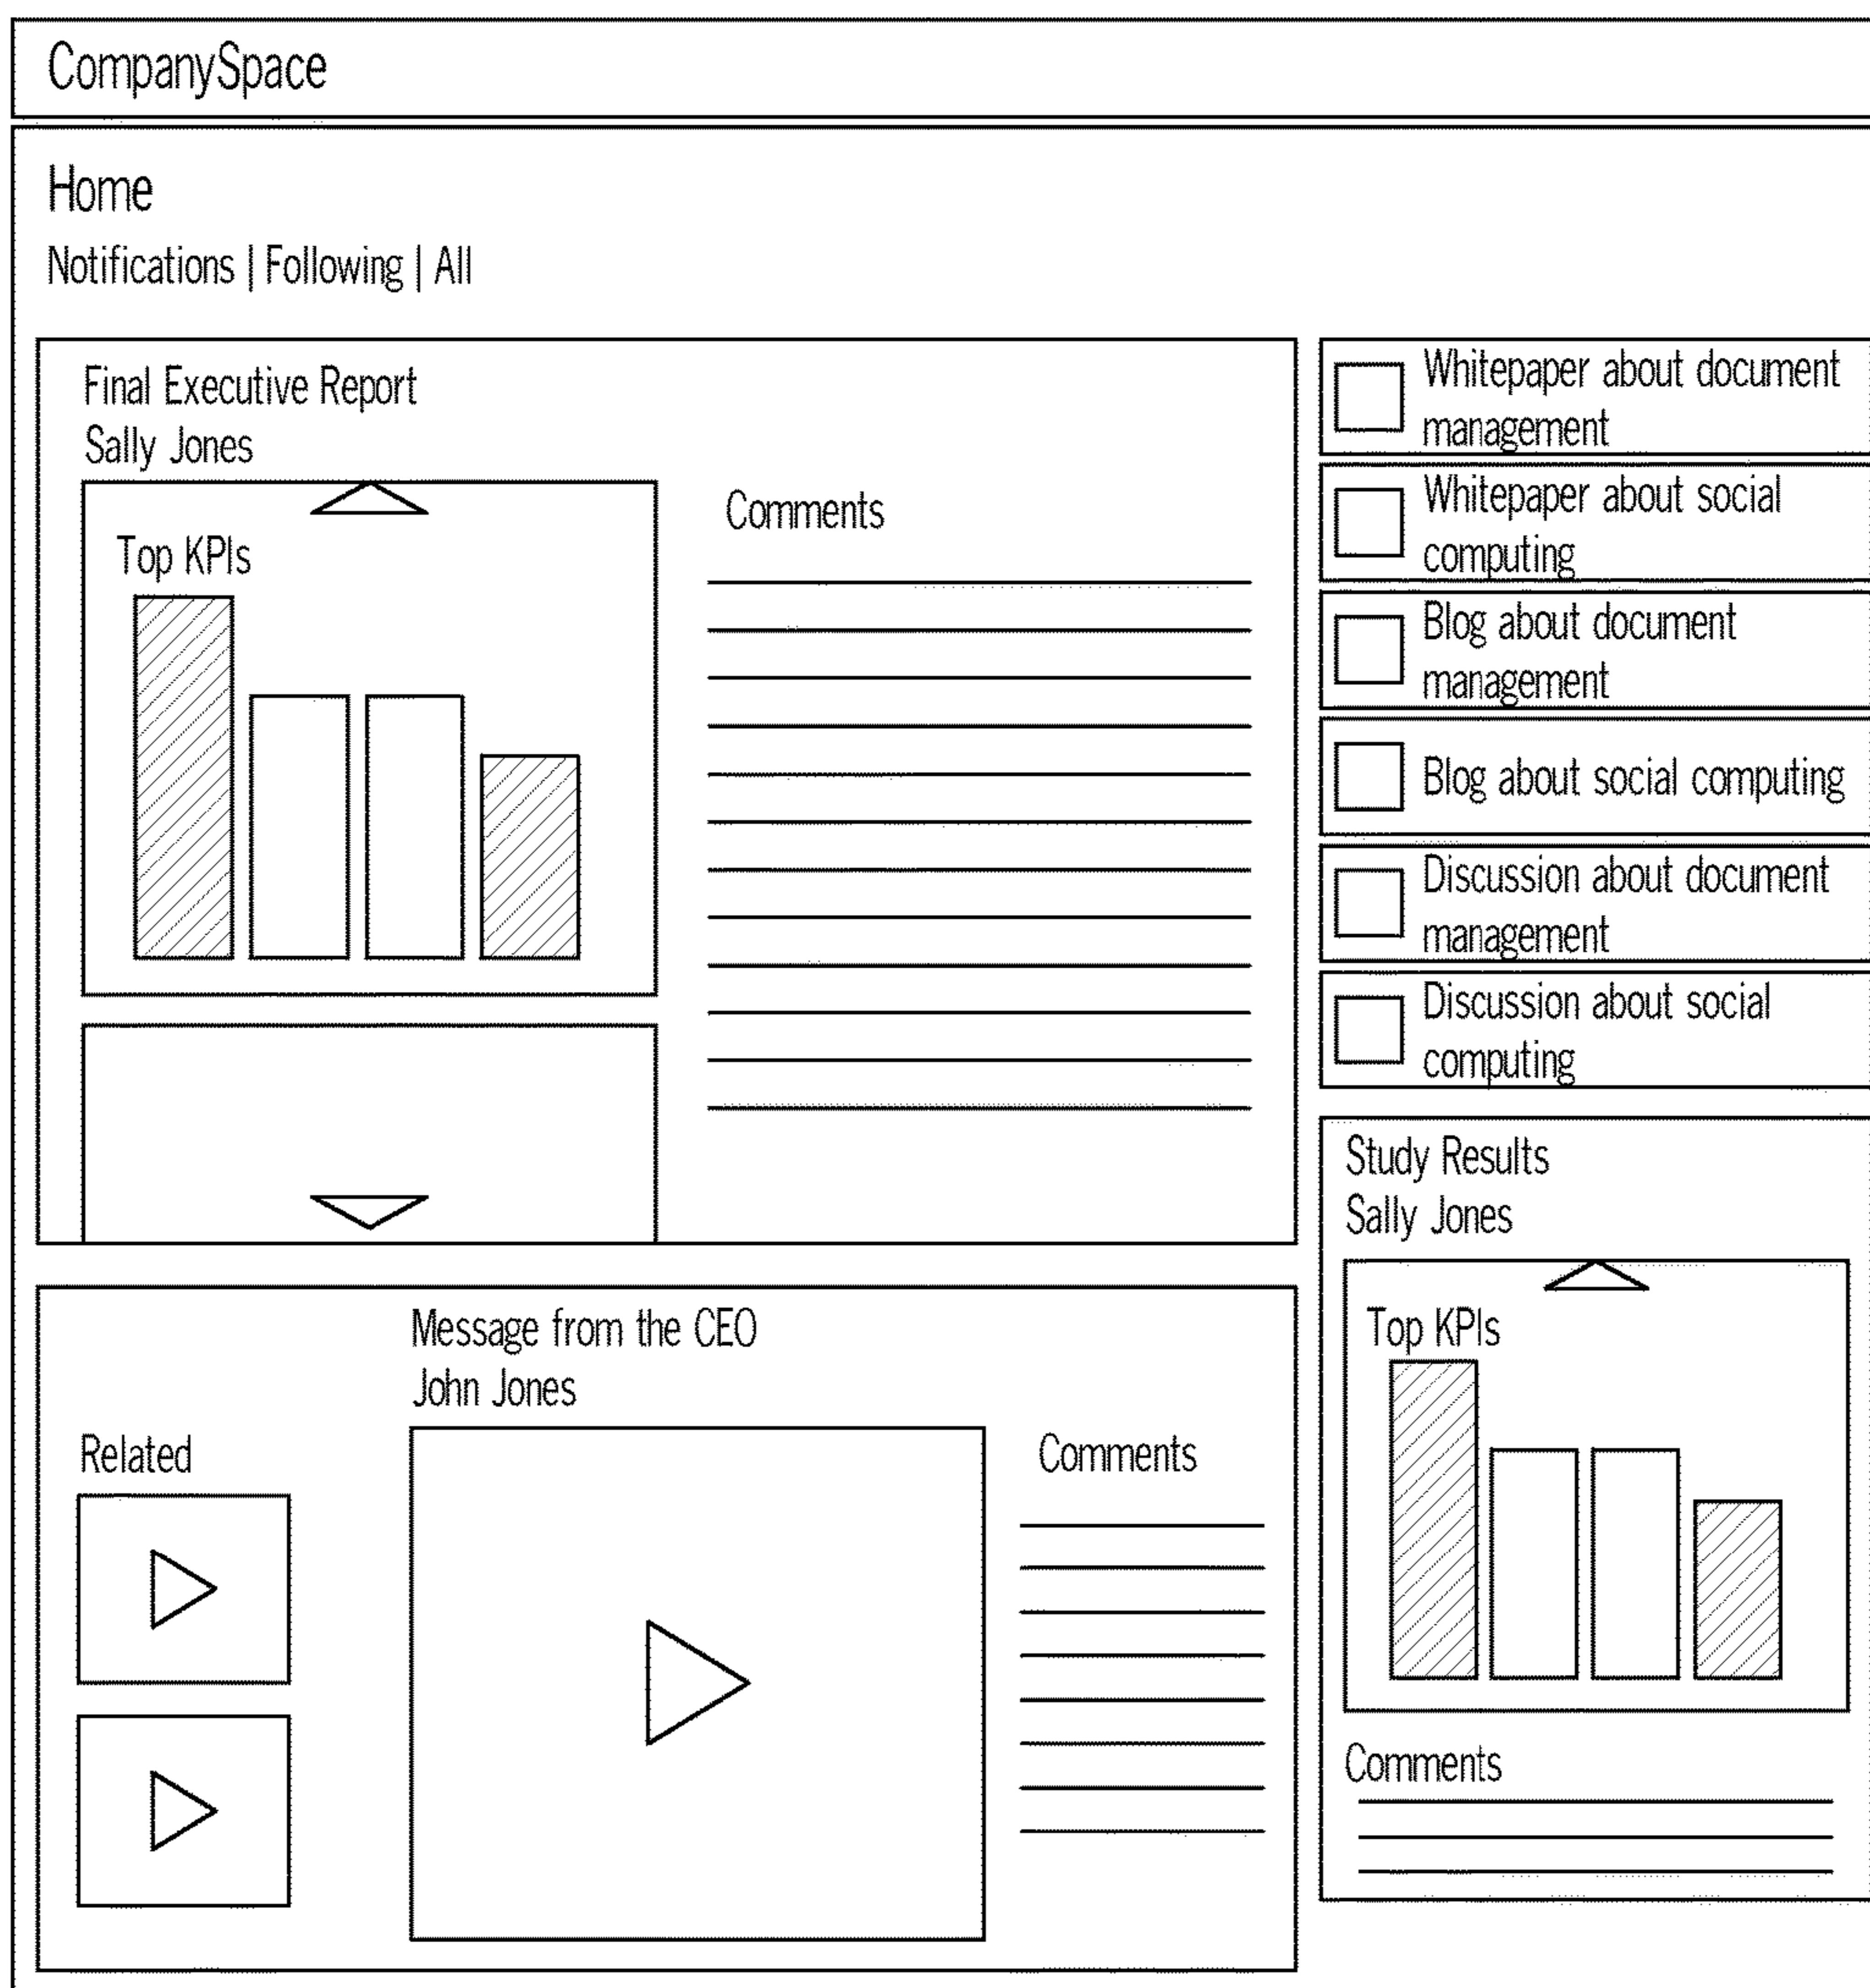 CompanySpace
Home
Notifications | Following | All
Final Executive Report
Sally Jones
Top KPIs
Comments
Message from the CEO
John Jones
Related
Comments
Whitepaper about document
management
Whitepaper about social
computing
Blog about document
management
Blog about social computing
Discussion about document
management
Discussion about social
computing
Study Results
Sally Jones
Top KPIs
Comments